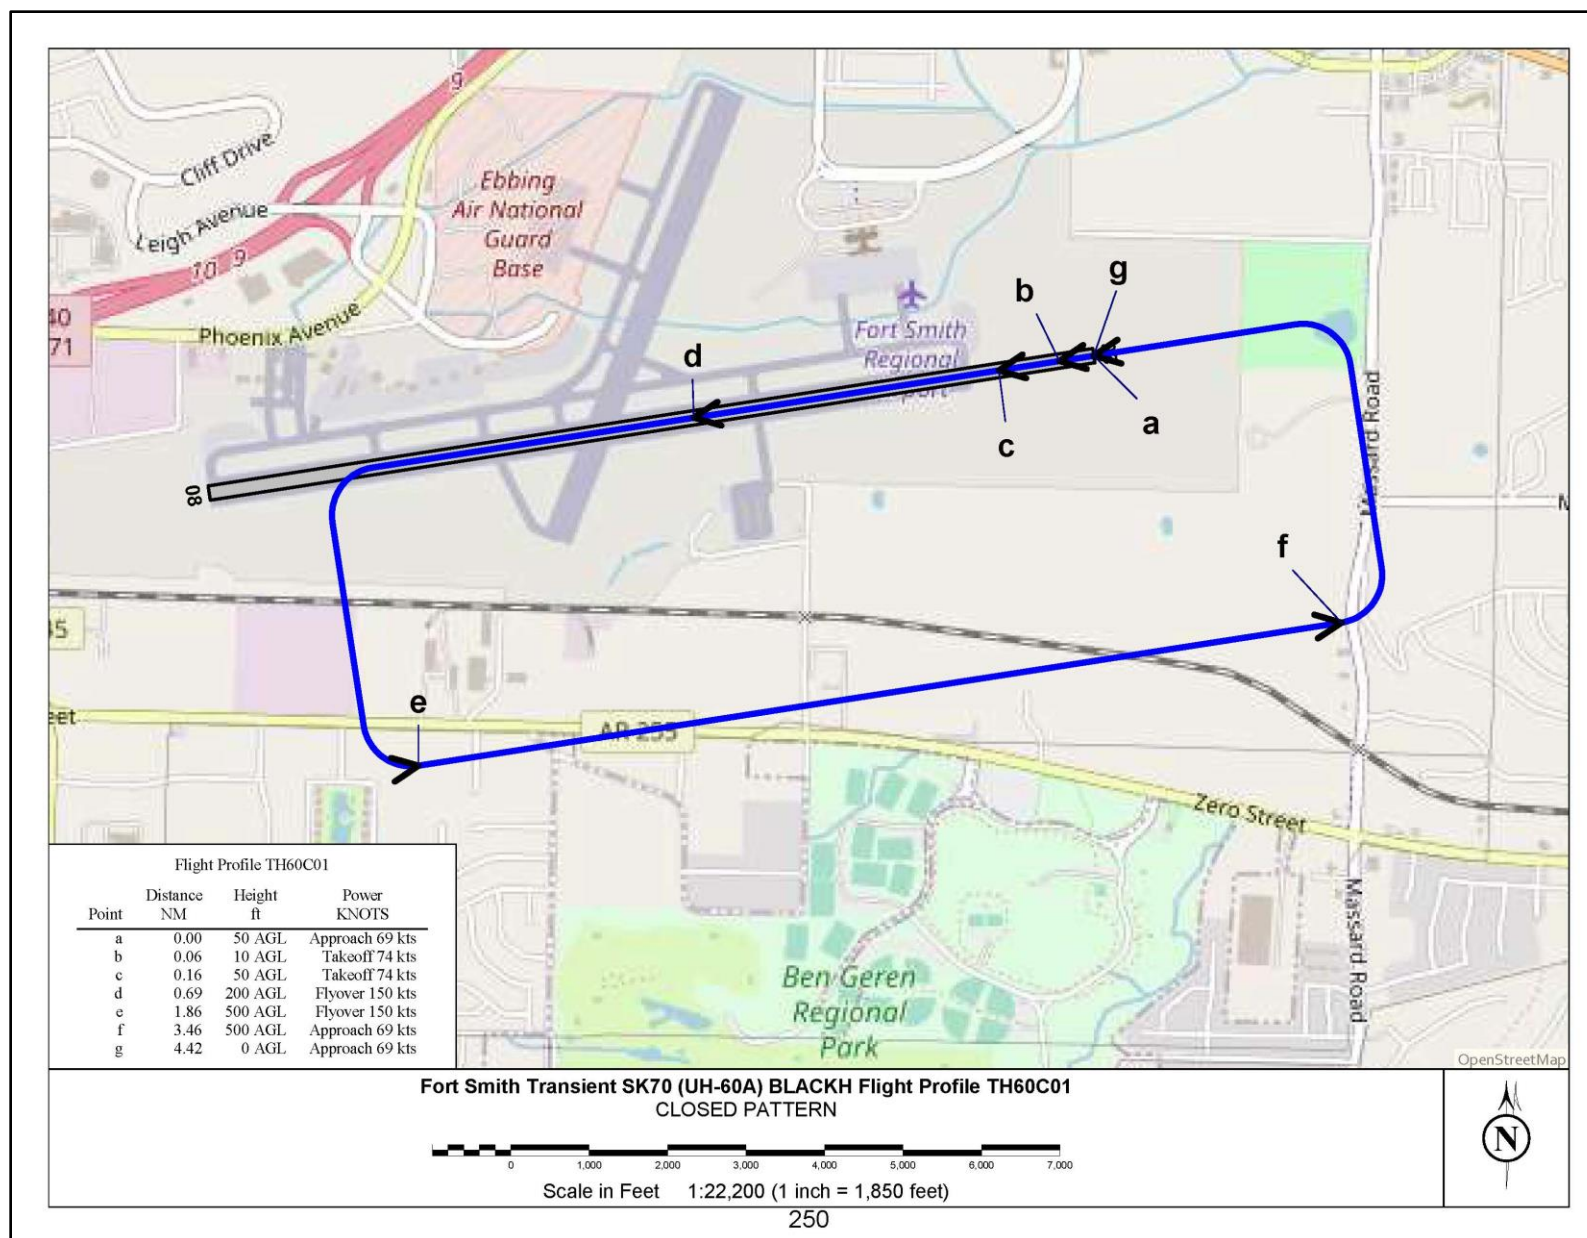 9
Cliff Drive
Leigh Avenue
10 9
Ebbing
Air National
Guard
Base
40
71
Phoenix Avenue
Fort Smith
Regional
b
g
d
a
c
08
Massard Road
f
e
AR 255
Zero Street
Massard Road
Ben Geren
Regional
Park
Flight Profile TH60C01
Point Distance NM Height ft Power KNOTS
a 0.00 50 AGL Approach 69 kts
b 0.06 10 AGL Takeoff 74 kts
c 0.16 50 AGL Takeoff 74 kts
d 0.69 200 AGL Flyover 150 kts
e 1.86 500 AGL Flyover 150 kts
f 3.46 500 AGL Approach 69 kts
g 4.42 0 AGL Approach 69 kts
OpenStreetMap
Fort Smith Transient SK70 (UH-60A) BLACKH Flight Profile TH60C01
CLOSED PATTERN
0 1,000 2,000 3,000 4,000 5,000 6,000 7,000
Scale in Feet 1:22,200 (1 inch = 1,850 feet)
N
250